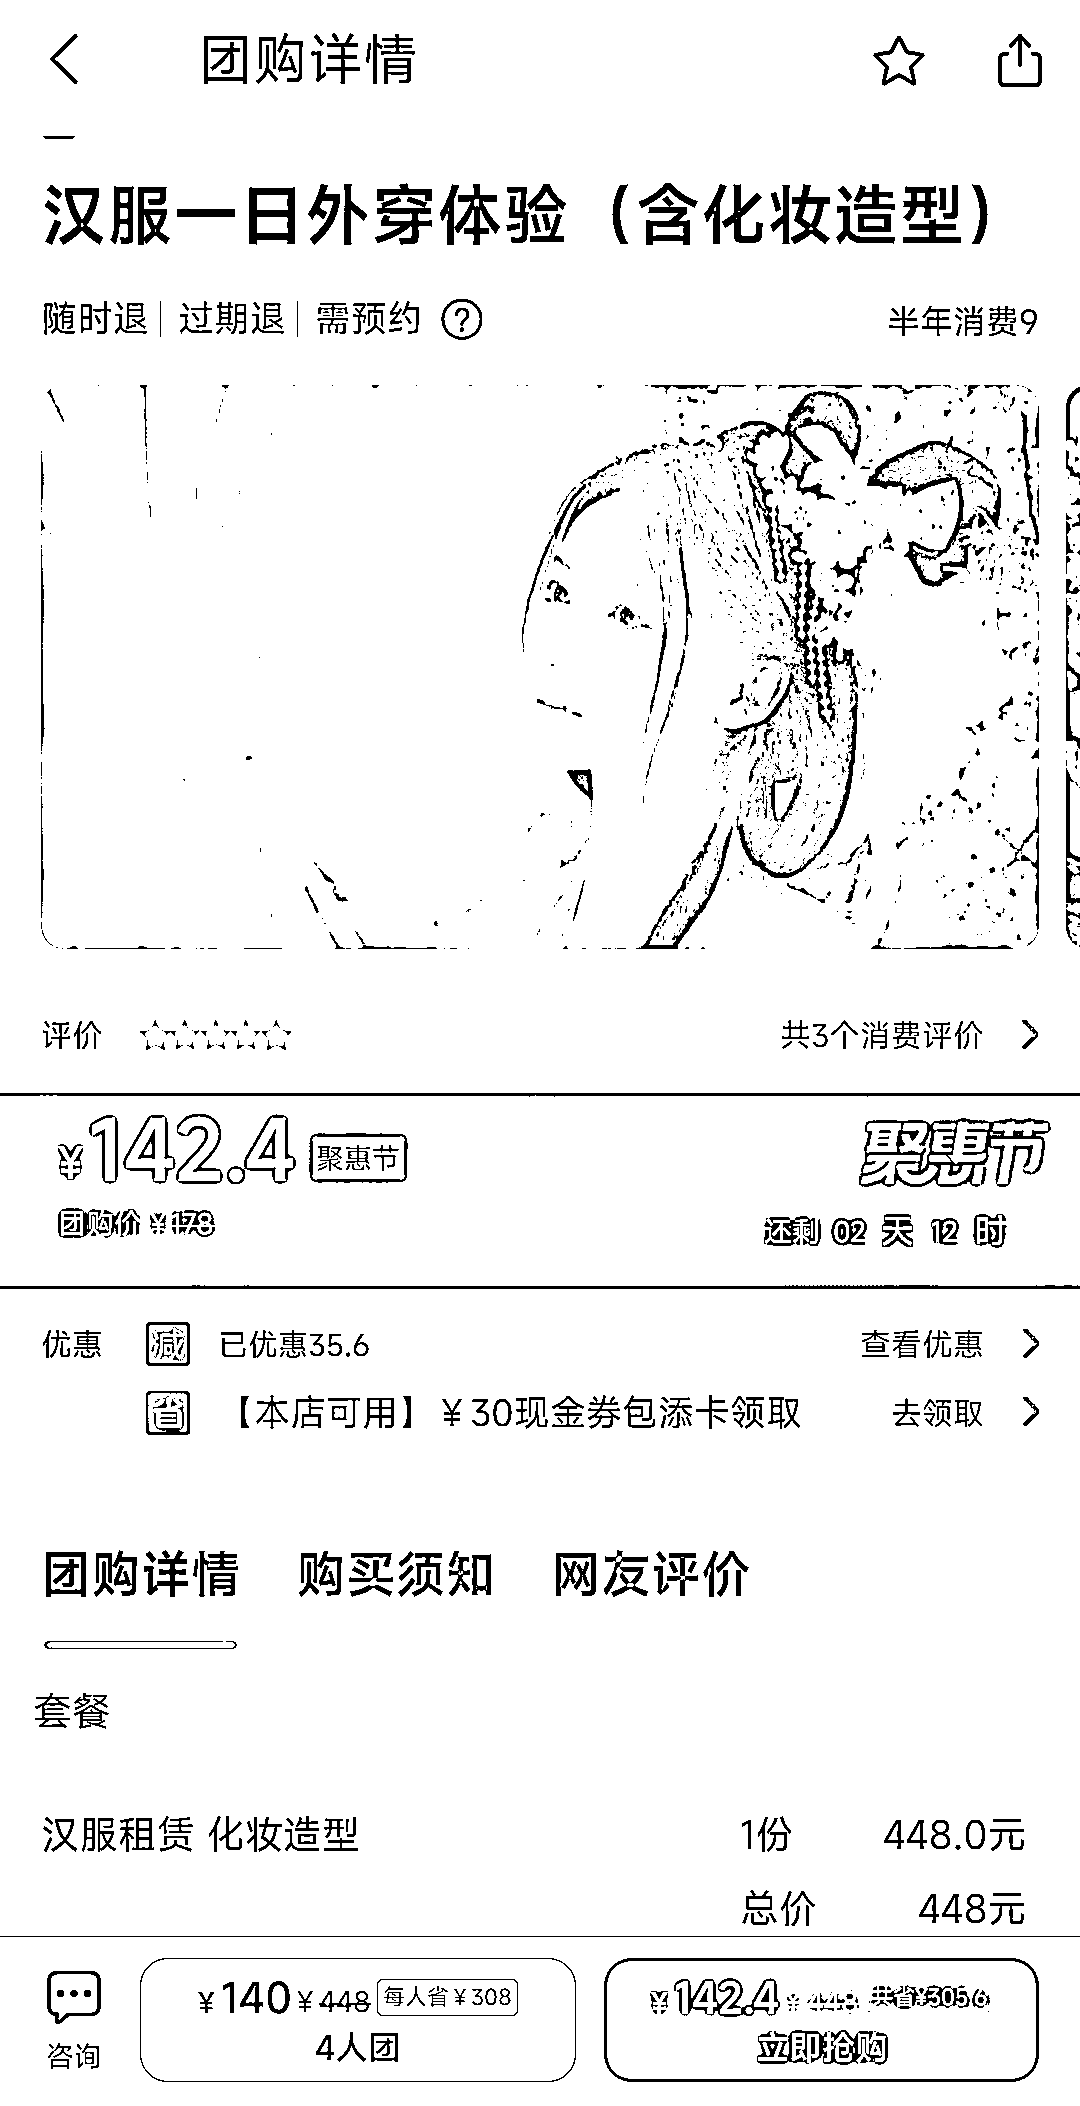 团购详情
汉服一日外穿体验（含化妆造型）
随时退 | 过期退 | 需预约 ? 半年消费9
评价 共3个消费评价
¥142.4 聚惠节 聚惠节
团购价 ¥178 还剩 02 天 12 时
优惠 减 已优惠35.6 查看优惠
省 【本店可用】¥30现金券包添卡领取 去领取
团购详情 购买须知 网友评价
套餐
汉服租赁 化妆造型 1份 448.0元
总价 448元
¥140 ¥448 每人省¥308 ¥142.4 ¥448 共省¥305.6
咨询 4人团 立即抢购